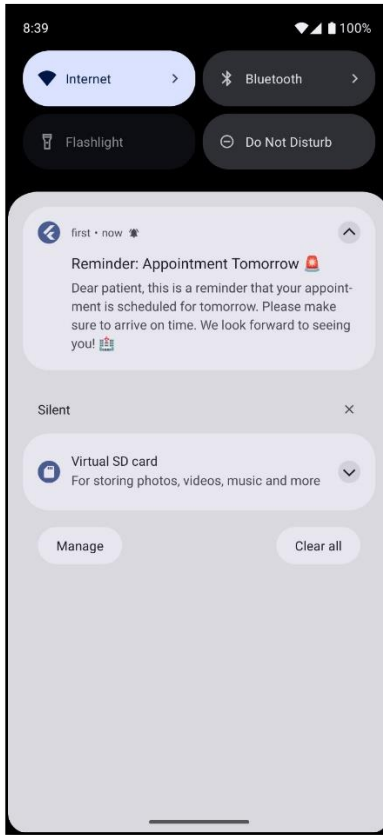 8:39 100%
Internet Bluetooth
Flashlight Do Not Disturb
first • now
Reminder: Appointment Tomorrow 🚨
Dear patient, this is a reminder that your appoint-
ment is scheduled for tomorrow. Please make
sure to arrive on time. We look forward to seeing
you! 🏥
Silent
Virtual SD card
For storing photos, videos, music and more
Manage Clear all